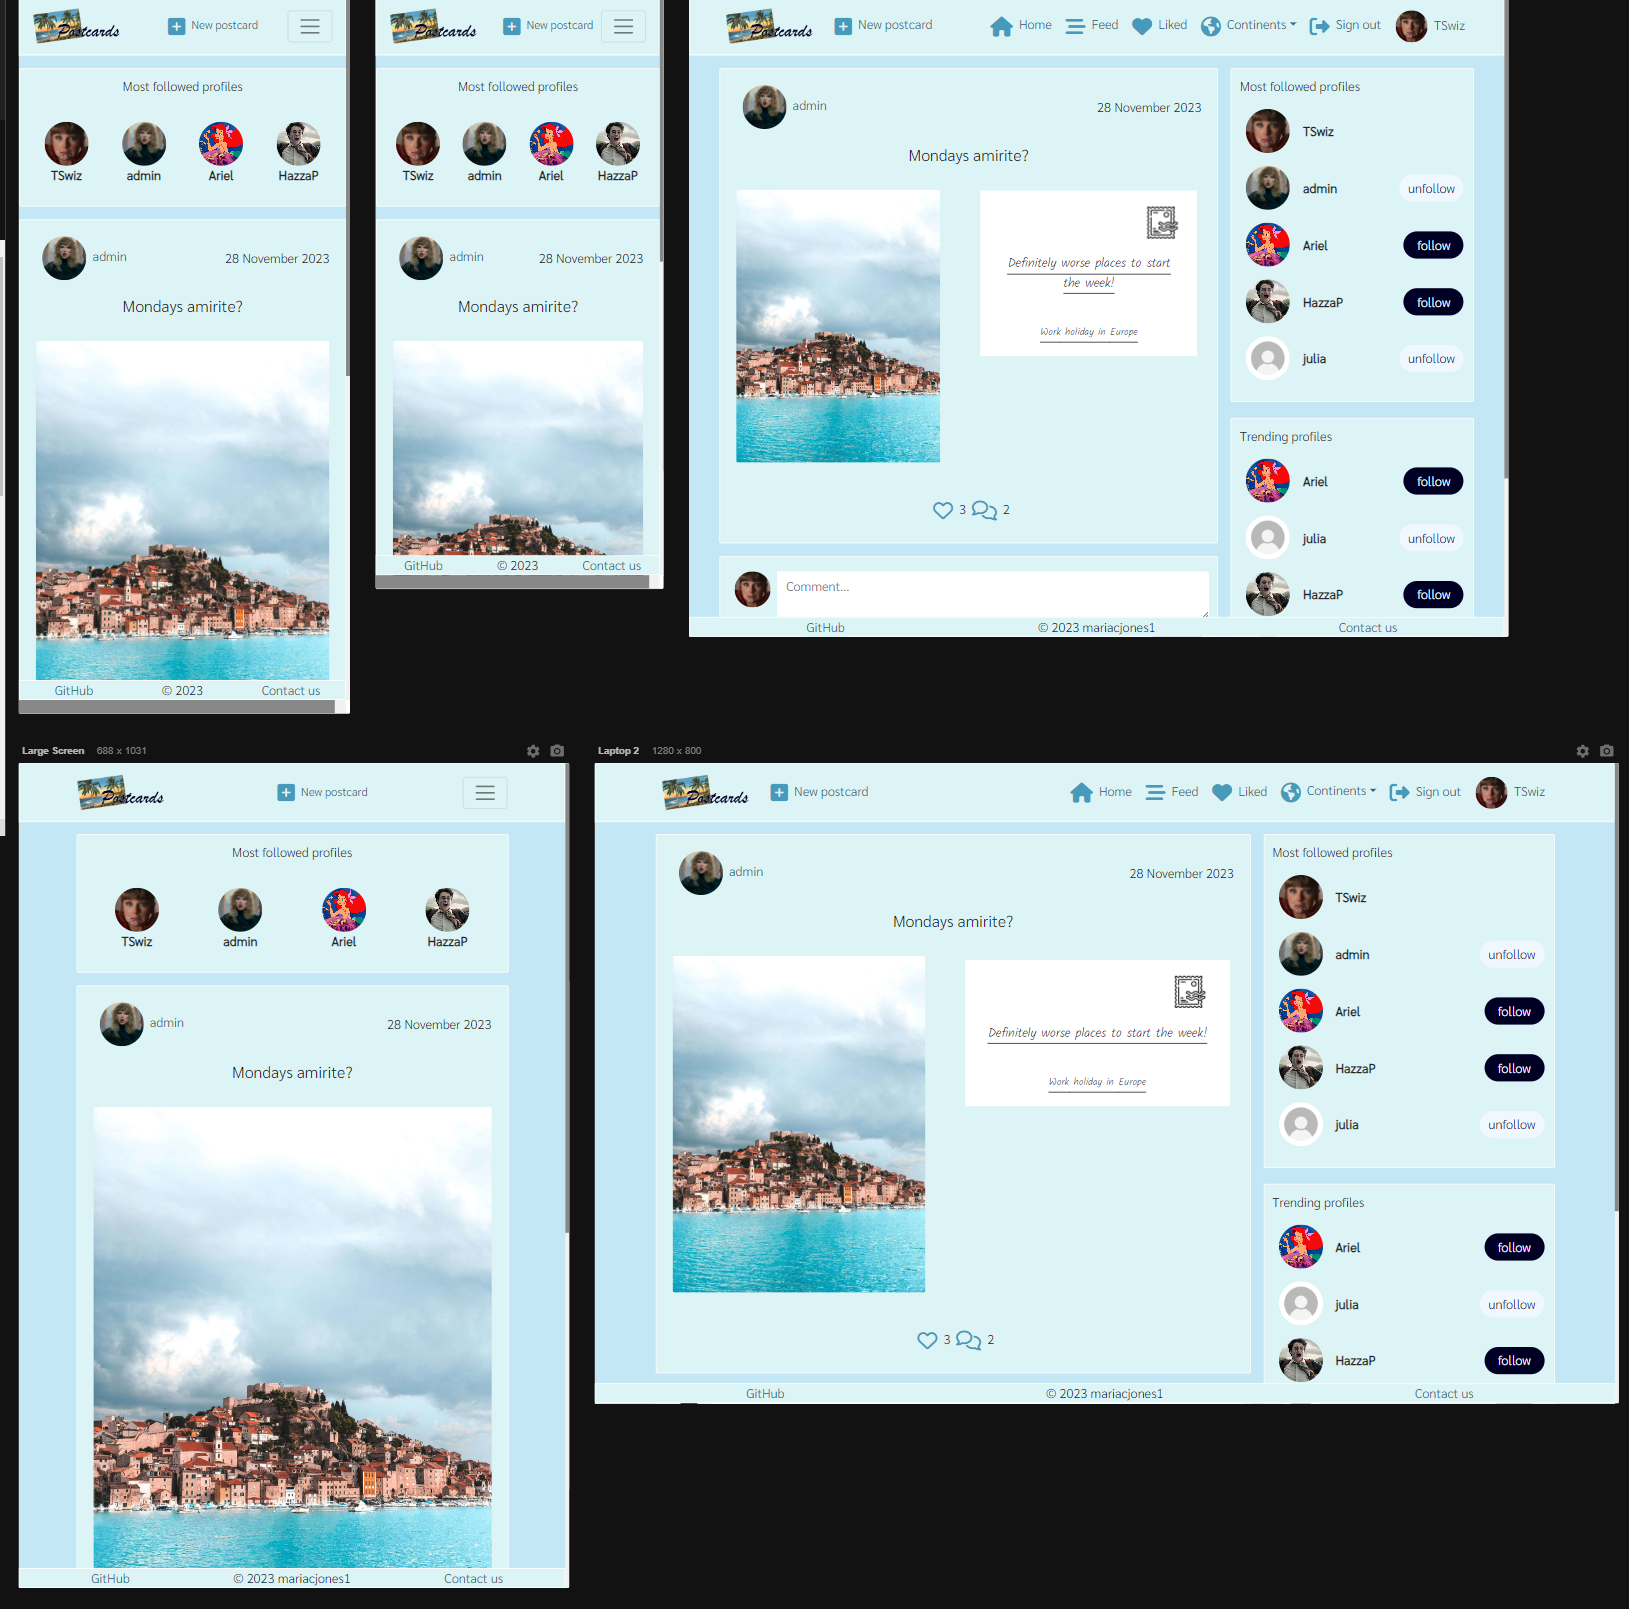 Postcards
New postcard
Most followed profiles
TSwiz admin Ariel HazzaP
admin
28 November 2023
Mondays amirite?
GitHub © 2023 Contact us
Postcards
New postcard
Most followed profiles
TSwiz admin Ariel HazzaP
admin
28 November 2023
Mondays amirite?
GitHub © 2023 Contact us
Postcards
New postcard Home Feed Liked Continents Sign out TSwiz
admin
28 November 2023
Mondays amirite?
Definitely worse places to start
the week!
Work holiday in Europe
3 2
Comment...
Most followed profiles
TSwiz
admin unfollow
Ariel follow
HazzaP follow
julia unfollow
Trending profiles
Ariel follow
julia unfollow
HazzaP follow
GitHub © 2023 mariacjones1 Contact us
Large Screen 688 x 1031
Postcards
New postcard
Most followed profiles
TSwiz admin Ariel HazzaP
admin
28 November 2023
Mondays amirite?
GitHub © 2023 mariacjones1 Contact us
Laptop 2 1280 x 800
Postcards
New postcard Home Feed Liked Continents Sign out TSwiz
admin
28 November 2023
Mondays amirite?
Definitely worse places to start the week!
Work holiday in Europe
3 2
Most followed profiles
TSwiz
admin unfollow
Ariel follow
HazzaP follow
julia unfollow
Trending profiles
Ariel follow
julia unfollow
HazzaP follow
GitHub © 2023 mariacjones1 Contact us